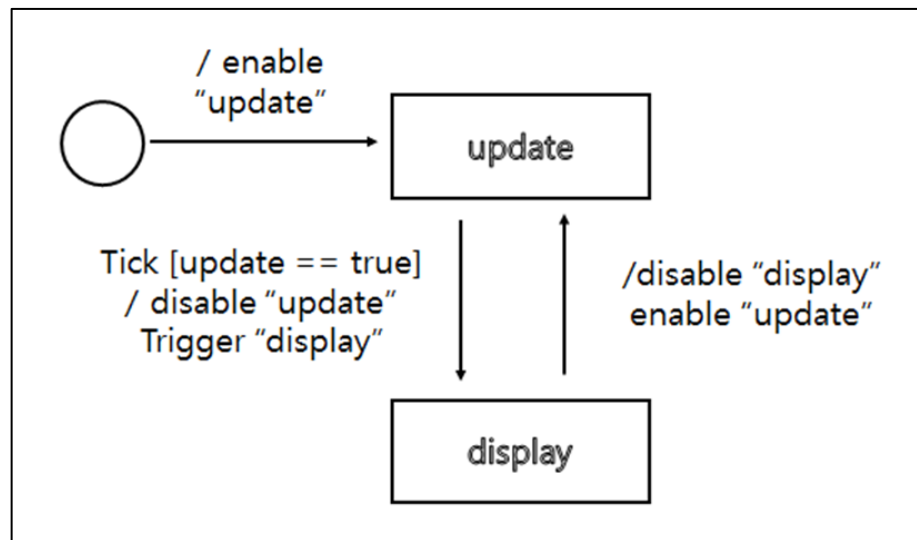 / enable
“update”
update
Tick [update == true]
/ disable “update”
Trigger “display”
/disable “display”
enable “update”
display